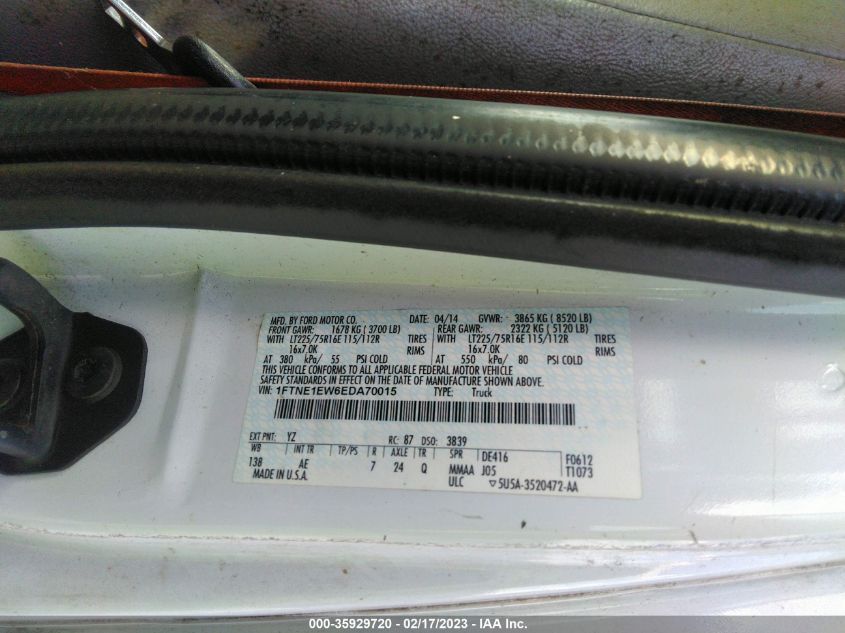 MFD. BY FORD MOTOR CO. DATE: 04/14 GVWR: 3865 KG ( 8520 LB)
FRONT GAWR: 1678 KG ( 3700 LB) REAR GAWR: 2322 KG ( 5120 LB)
WITH LT225/75R16E 115/112R TIRES WITH LT225/75R16E 115/112R TIRES
16x7.0K RIMS 16x7.0K RIMS
AT 380 kPa/ 55 PSI COLD AT 550 kPa/ 80 PSI COLD
THIS VEHICLE CONFORMS TO ALL APPLICABLE FEDERAL MOTOR VEHICLE
SAFETY STANDARDS IN EFFECT ON THE DATE OF MANUFACTURE SHOWN ABOVE.
VIN: 1FTNE1EW6EDA70015 TYPE: Truck
EXT PNT: YZ RC: 87 DSO: 3839
WB INT TR TP/PS R AXLE TR SPR DE416 F0612
138 AE 7 24 Q MMAA J05 T1073
MADE IN U.S.A. ULC ▽5U5A-3520472-AA
000-35929720 - 02/17/2023 - IAA Inc.